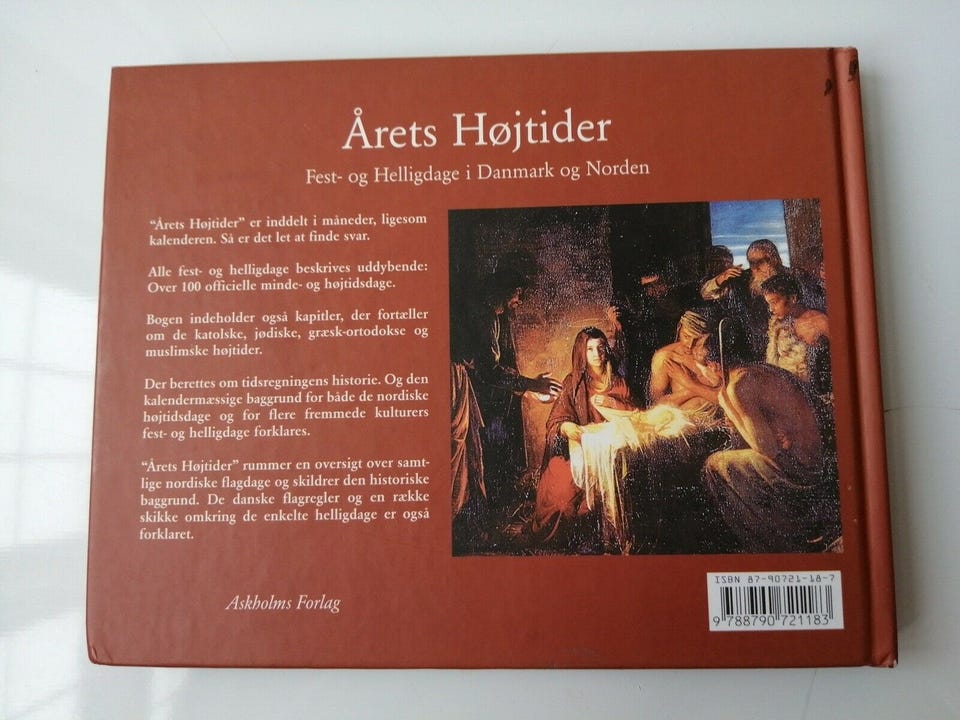 Årets Højtider
Fest- og Helligdage i Danmark og Norden
"Årets Højtider" er inddelt i måneder, ligesom
kalenderen. Så er det let at finde svar.
Alle fest- og helligdage beskrives uddybende:
Over 100 officielle minde- og højtidsdage.
Bogen indeholder også kapitler, der fortæller
om de katolske, jødiske, græsk-ortodokse og
muslimske højtider.
Der berettes om tidsregningens historie. Og den
kalendermæssige baggrund for både de nordiske
højtidsdage og for flere fremmede kulturers
fest- og helligdage forklares.
"Årets Højtider" rummer en oversigt over samt-
lige nordiske flagdage og skildrer den historiske
baggrund. De danske flagregler og en række
skikke omkring de enkelte helligdage er også
forklaret.
Askholms Forlag
ISBN 87-90721-18-7
9 788790 721183